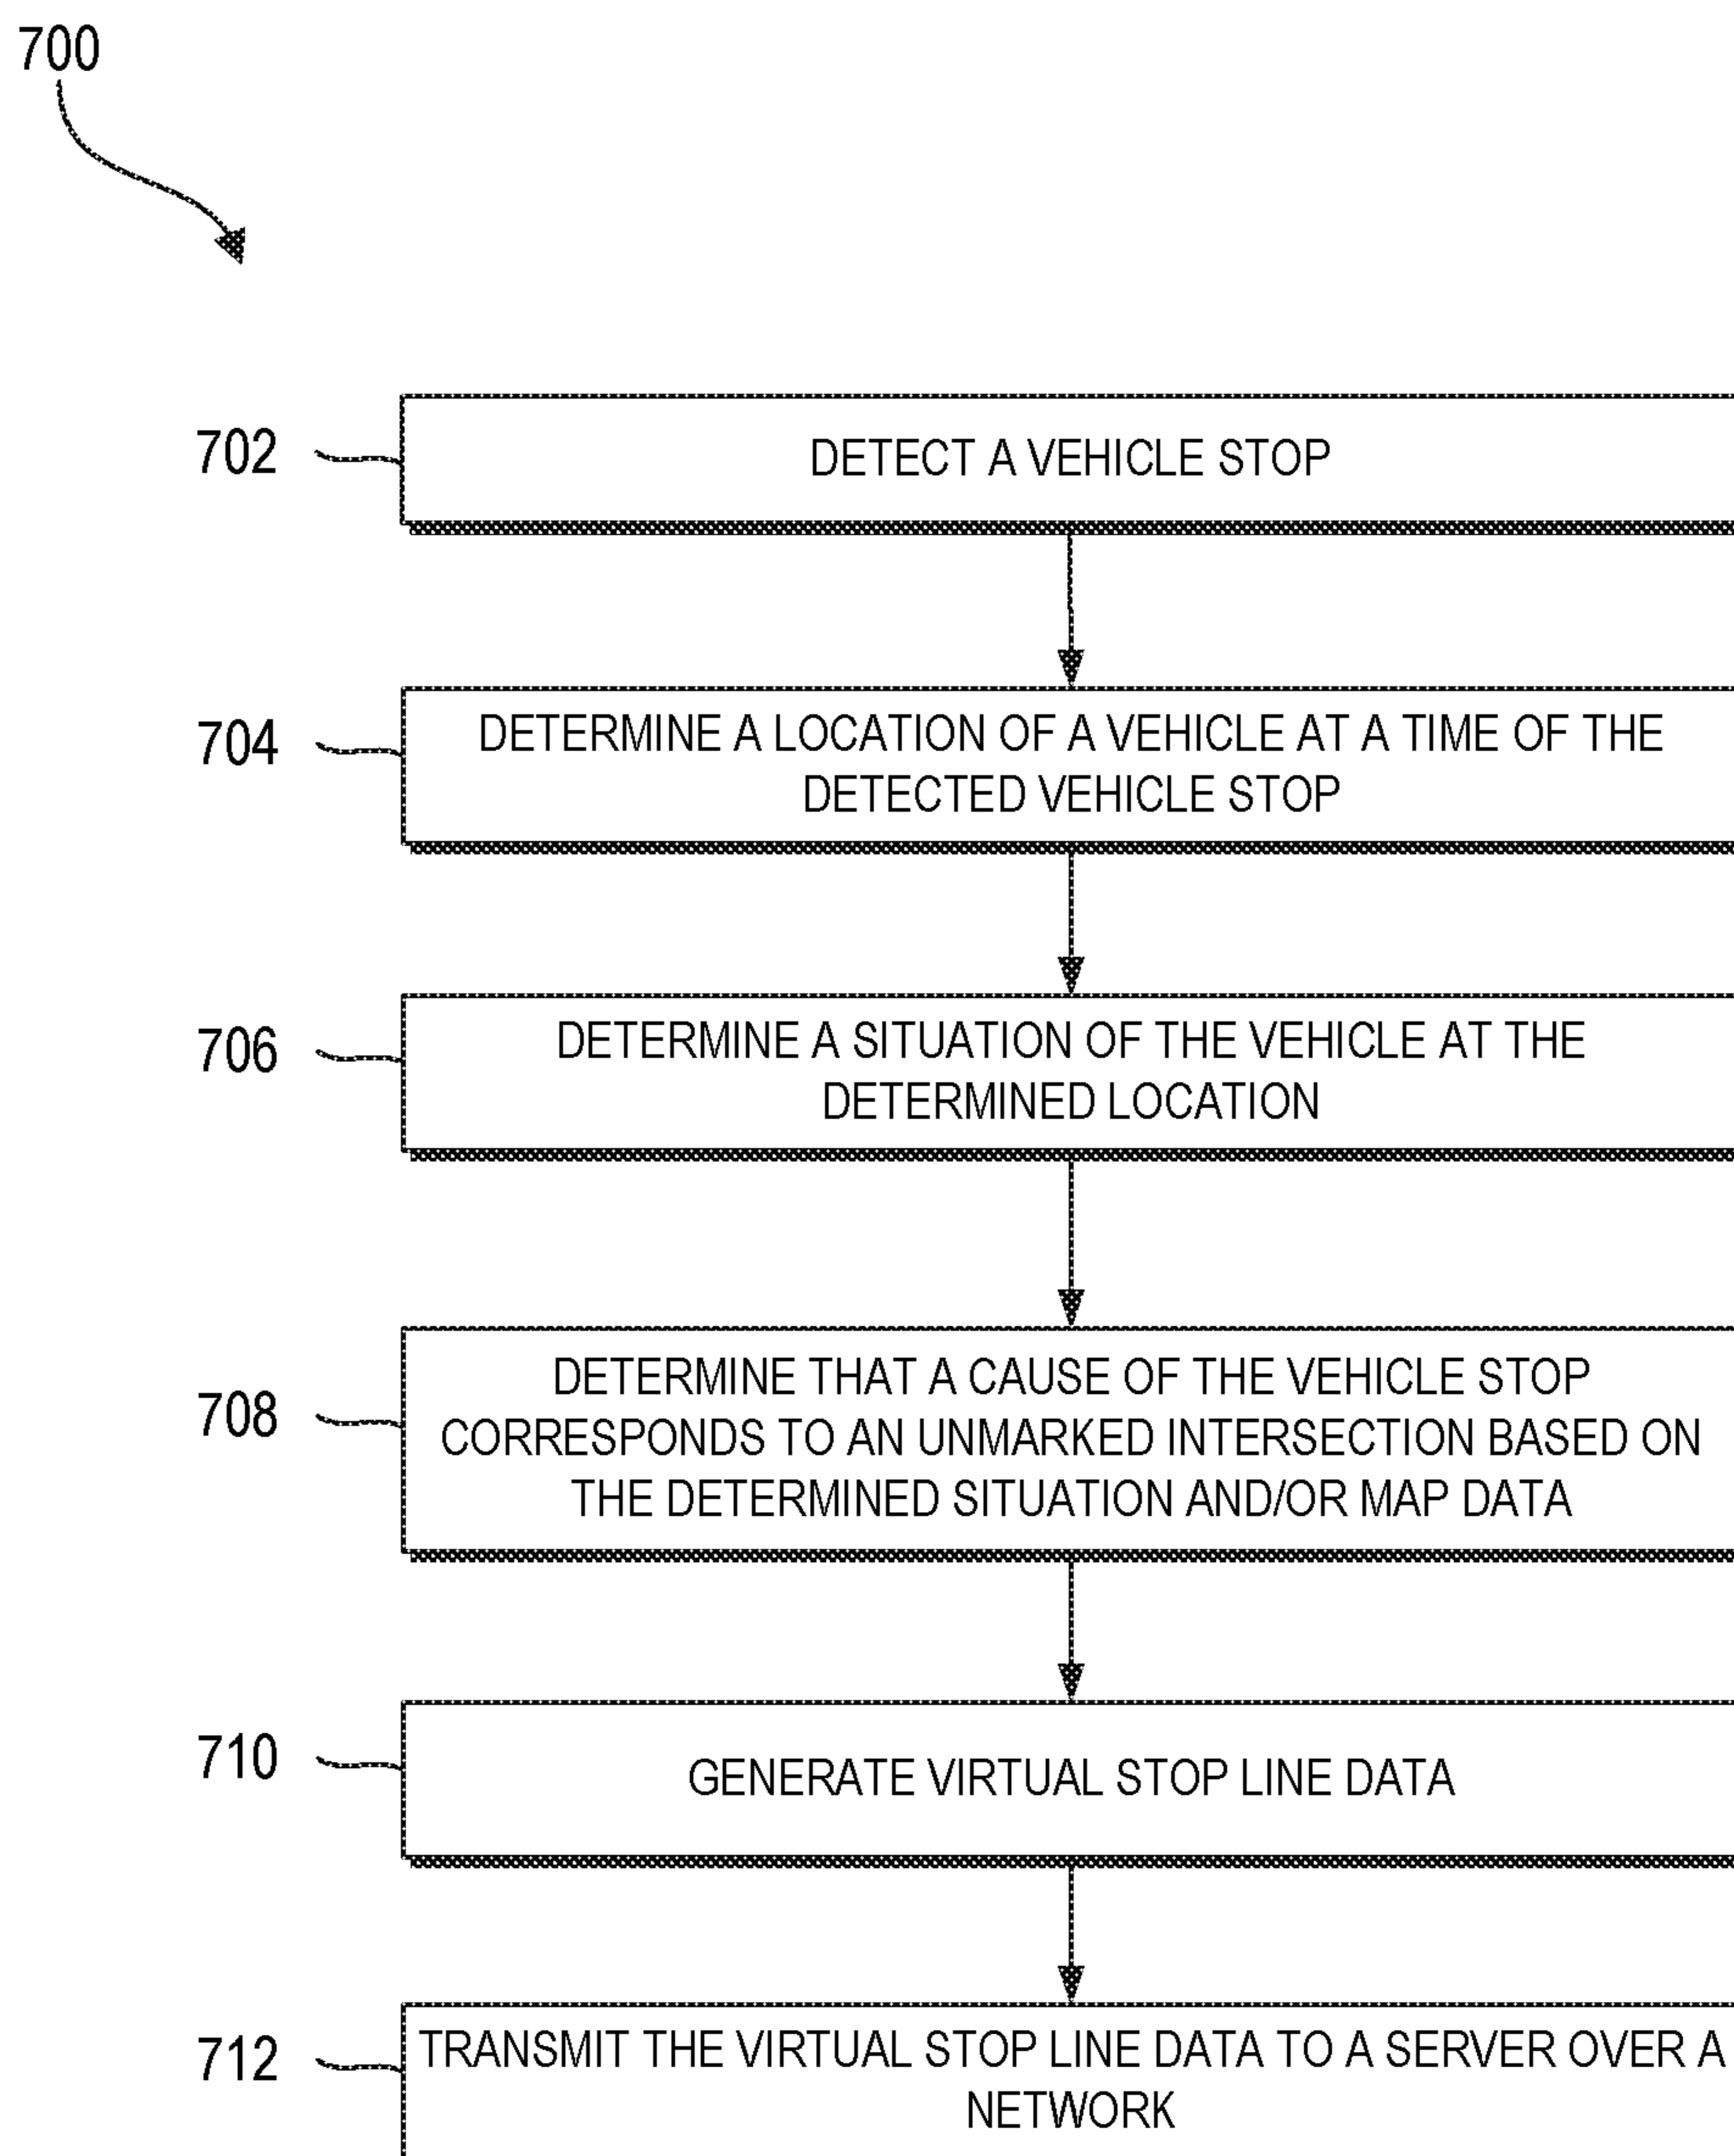 700
702
DETECT A VEHICLE STOP
704
DETERMINE A LOCATION OF A VEHICLE AT A TIME OF THE
DETECTED VEHICLE STOP
706
DETERMINE A SITUATION OF THE VEHICLE AT THE
DETERMINED LOCATION
708
DETERMINE THAT A CAUSE OF THE VEHICLE STOP
CORRESPONDS TO AN UNMARKED INTERSECTION BASED ON
THE DETERMINED SITUATION AND/OR MAP DATA
710
GENERATE VIRTUAL STOP LINE DATA
712
TRANSMIT THE VIRTUAL STOP LINE DATA TO A SERVER OVER A
NETWORK